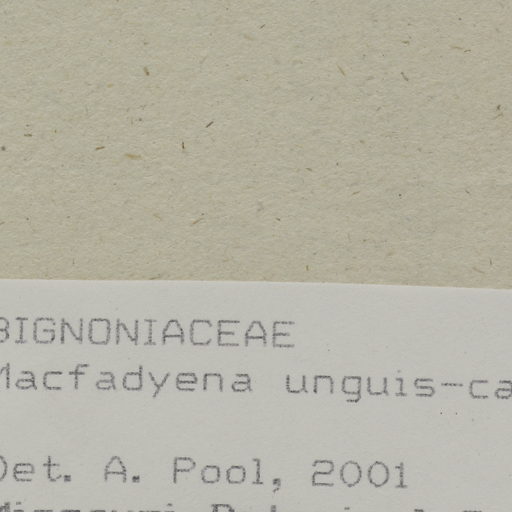 BIGNONIACEAE
Macfadyena unguis-ca
Det. A. Pool, 2001